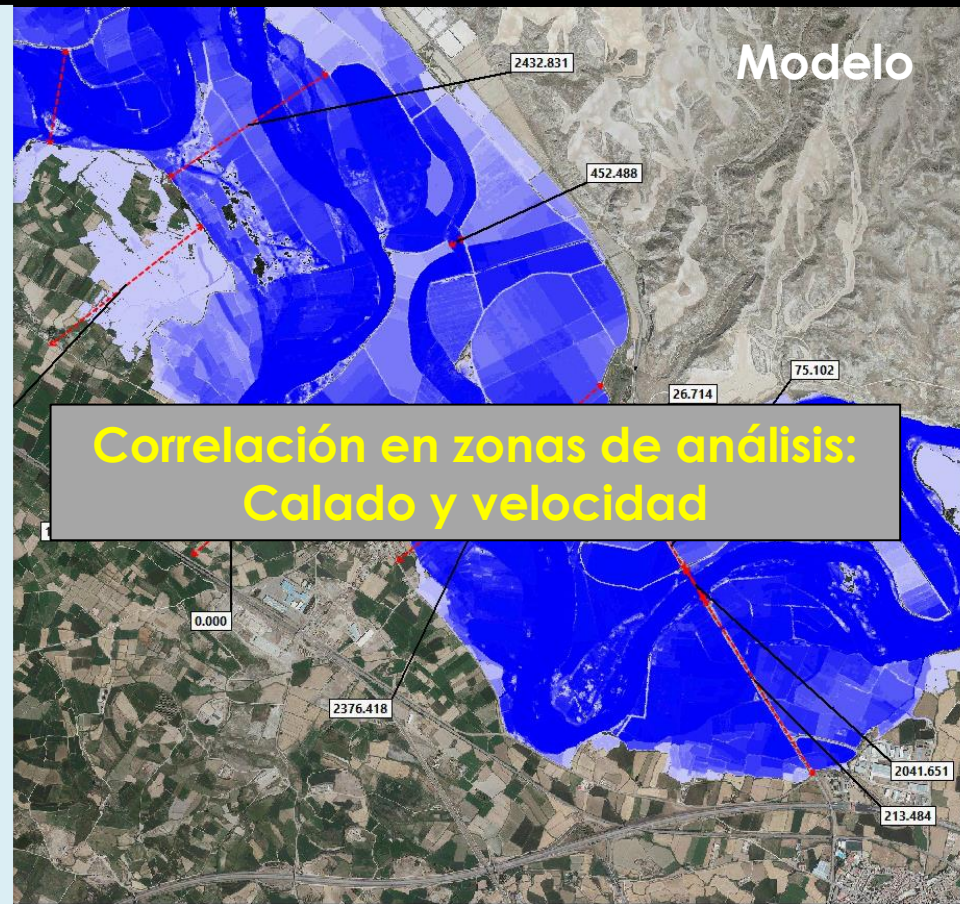 Modelo
2432.831
452.488
75.102
26.714
Correlación en zonas de análisis:
Calado y velocidad
0.000
2376.418
2041.651
213.484